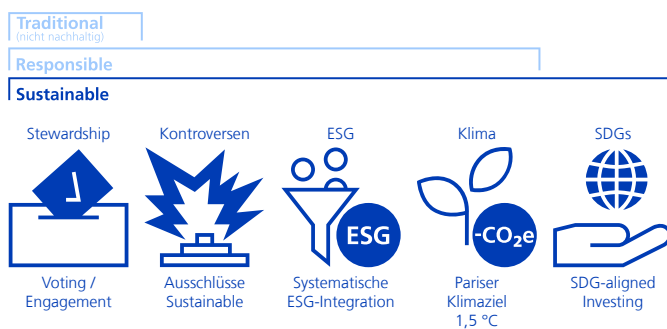 Traditional
(nicht nachhaltig)
Responsible
Sustainable
Stewardship
Kontroversen
ESG
Klima
SDGs
ESG
-CO₂e
Voting /
Engagement
Ausschlüsse
Sustainable
Systematische
ESG-Integration
Pariser
Klimaziel
1,5 °C
SDG-aligned
Investing